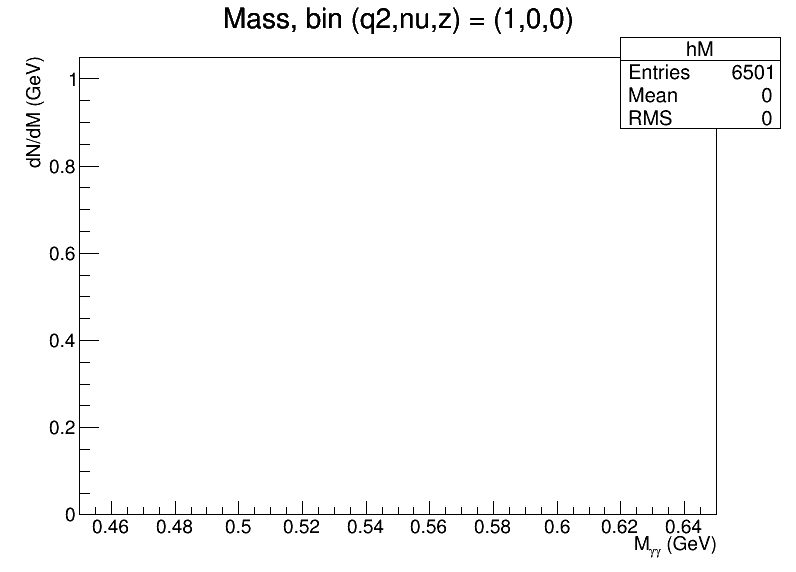 Mass, bin (q2,nu,z) = (1,0,0)
hM
Entries 6501
Mean 0
RMS 0
dN/dM (GeV)
1
0.8
0.6
0.4
0.2
0
0.46 0.48 0.5 0.52 0.54 0.56 0.58 0.6 0.62 0.64
Mγγ (GeV)